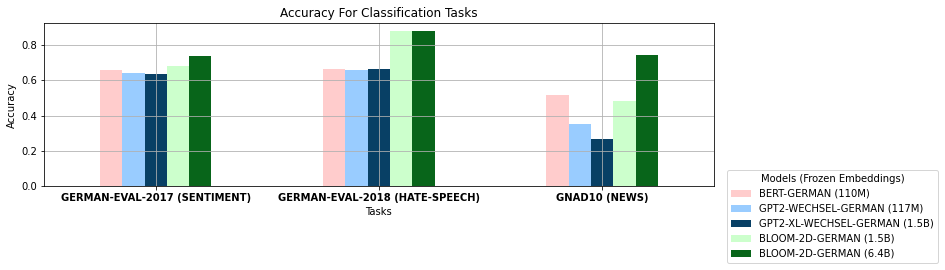 Accuracy For Classification Tasks
0.8
0.6
0.4
0.2
0.0
Accuracy
GERMAN-EVAL-2017 (SENTIMENT) GERMAN-EVAL-2018 (HATE-SPEECH) GNAD10 (NEWS)
Tasks
Models (Frozen Embeddings)
BERT-GERMAN (110M)
GPT2-WECHSEL-GERMAN (117M)
GPT2-XL-WECHSEL-GERMAN (1.5B)
BLOOM-2D-GERMAN (1.5B)
BLOOM-2D-GERMAN (6.4B)